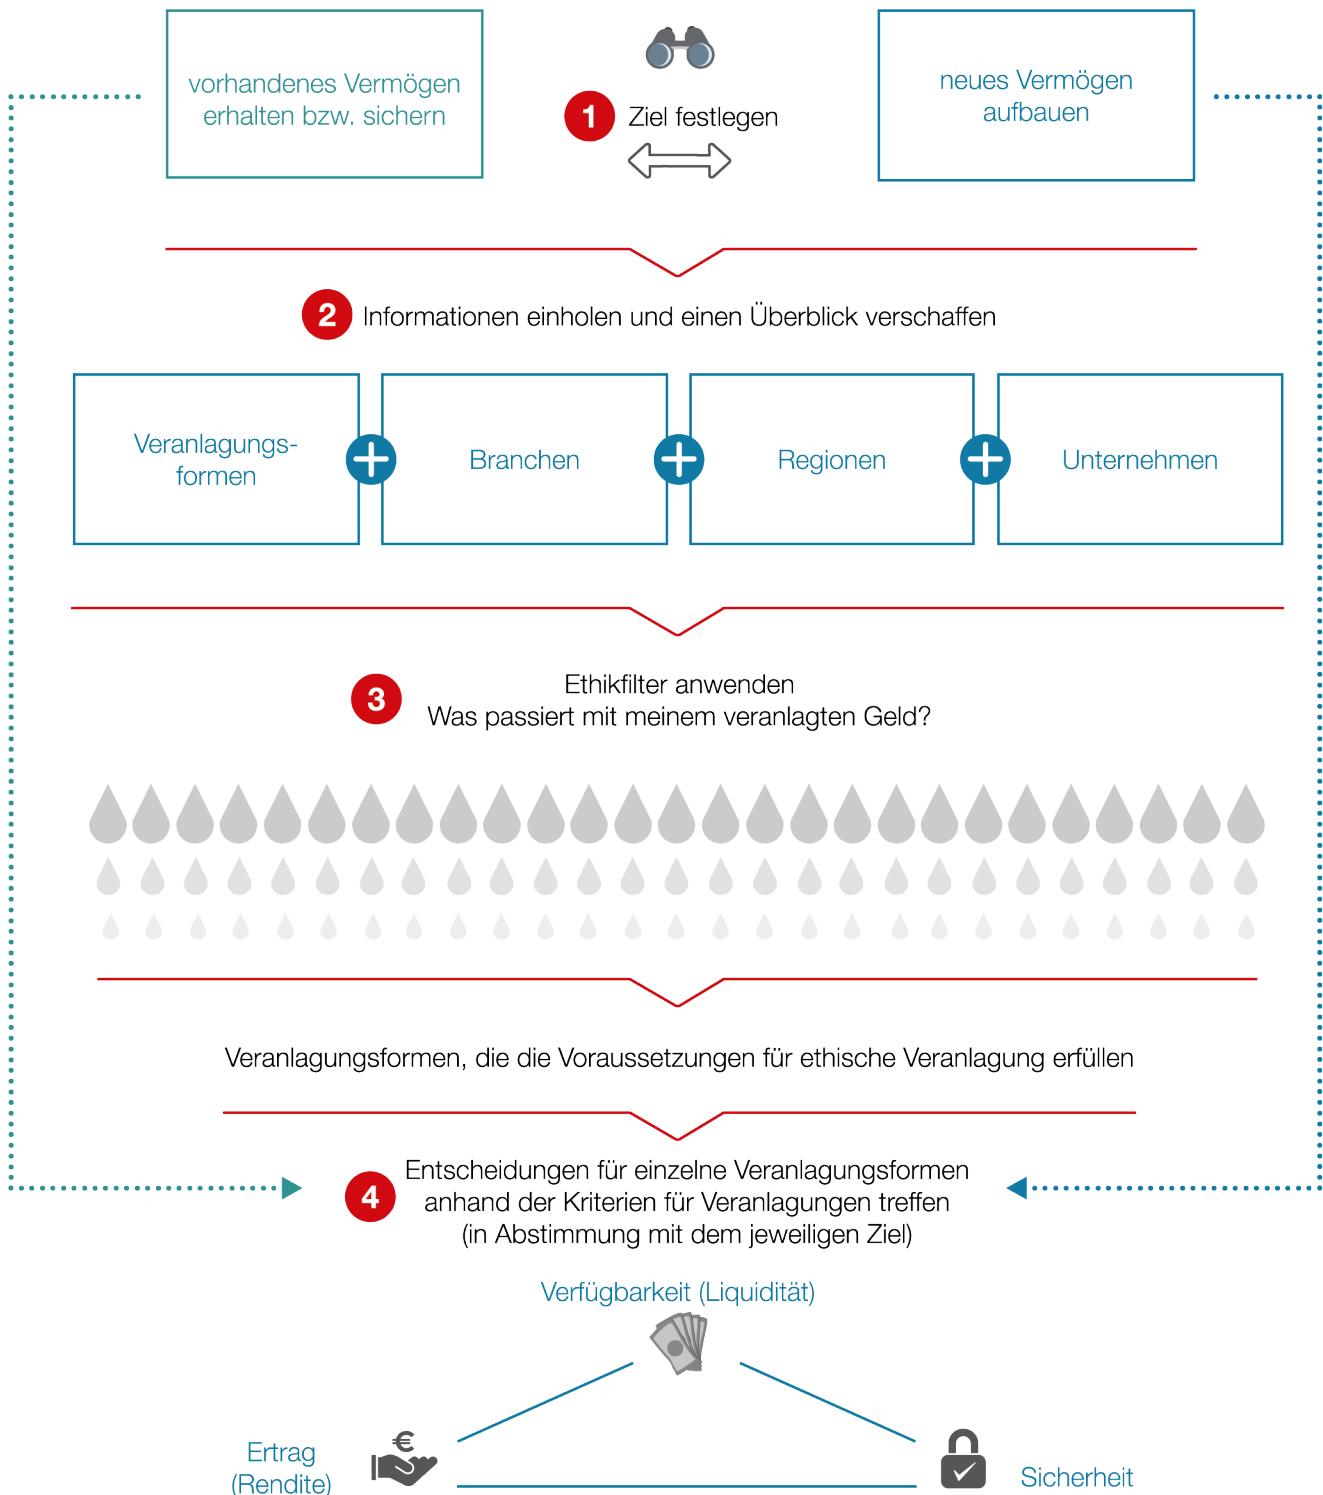 vorhandenes Vermögen
erhalten bzw. sichern
1 Ziel festlegen
neues Vermögen
aufbauen
2 Informationen einholen und einen Überblick verschaffen
Veranlagungs-
formen
Branchen
Regionen
Unternehmen
3 Ethikfilter anwenden
Was passiert mit meinem veranlagten Geld?
Veranlagungsformen, die die Voraussetzungen für ethische Veranlagung erfüllen
4 Entscheidungen für einzelne Veranlagungsformen
anhand der Kriterien für Veranlagungen treffen
(in Abstimmung mit dem jeweiligen Ziel)
Verfügbarkeit (Liquidität)
€
Ertrag
(Rendite)
Sicherheit